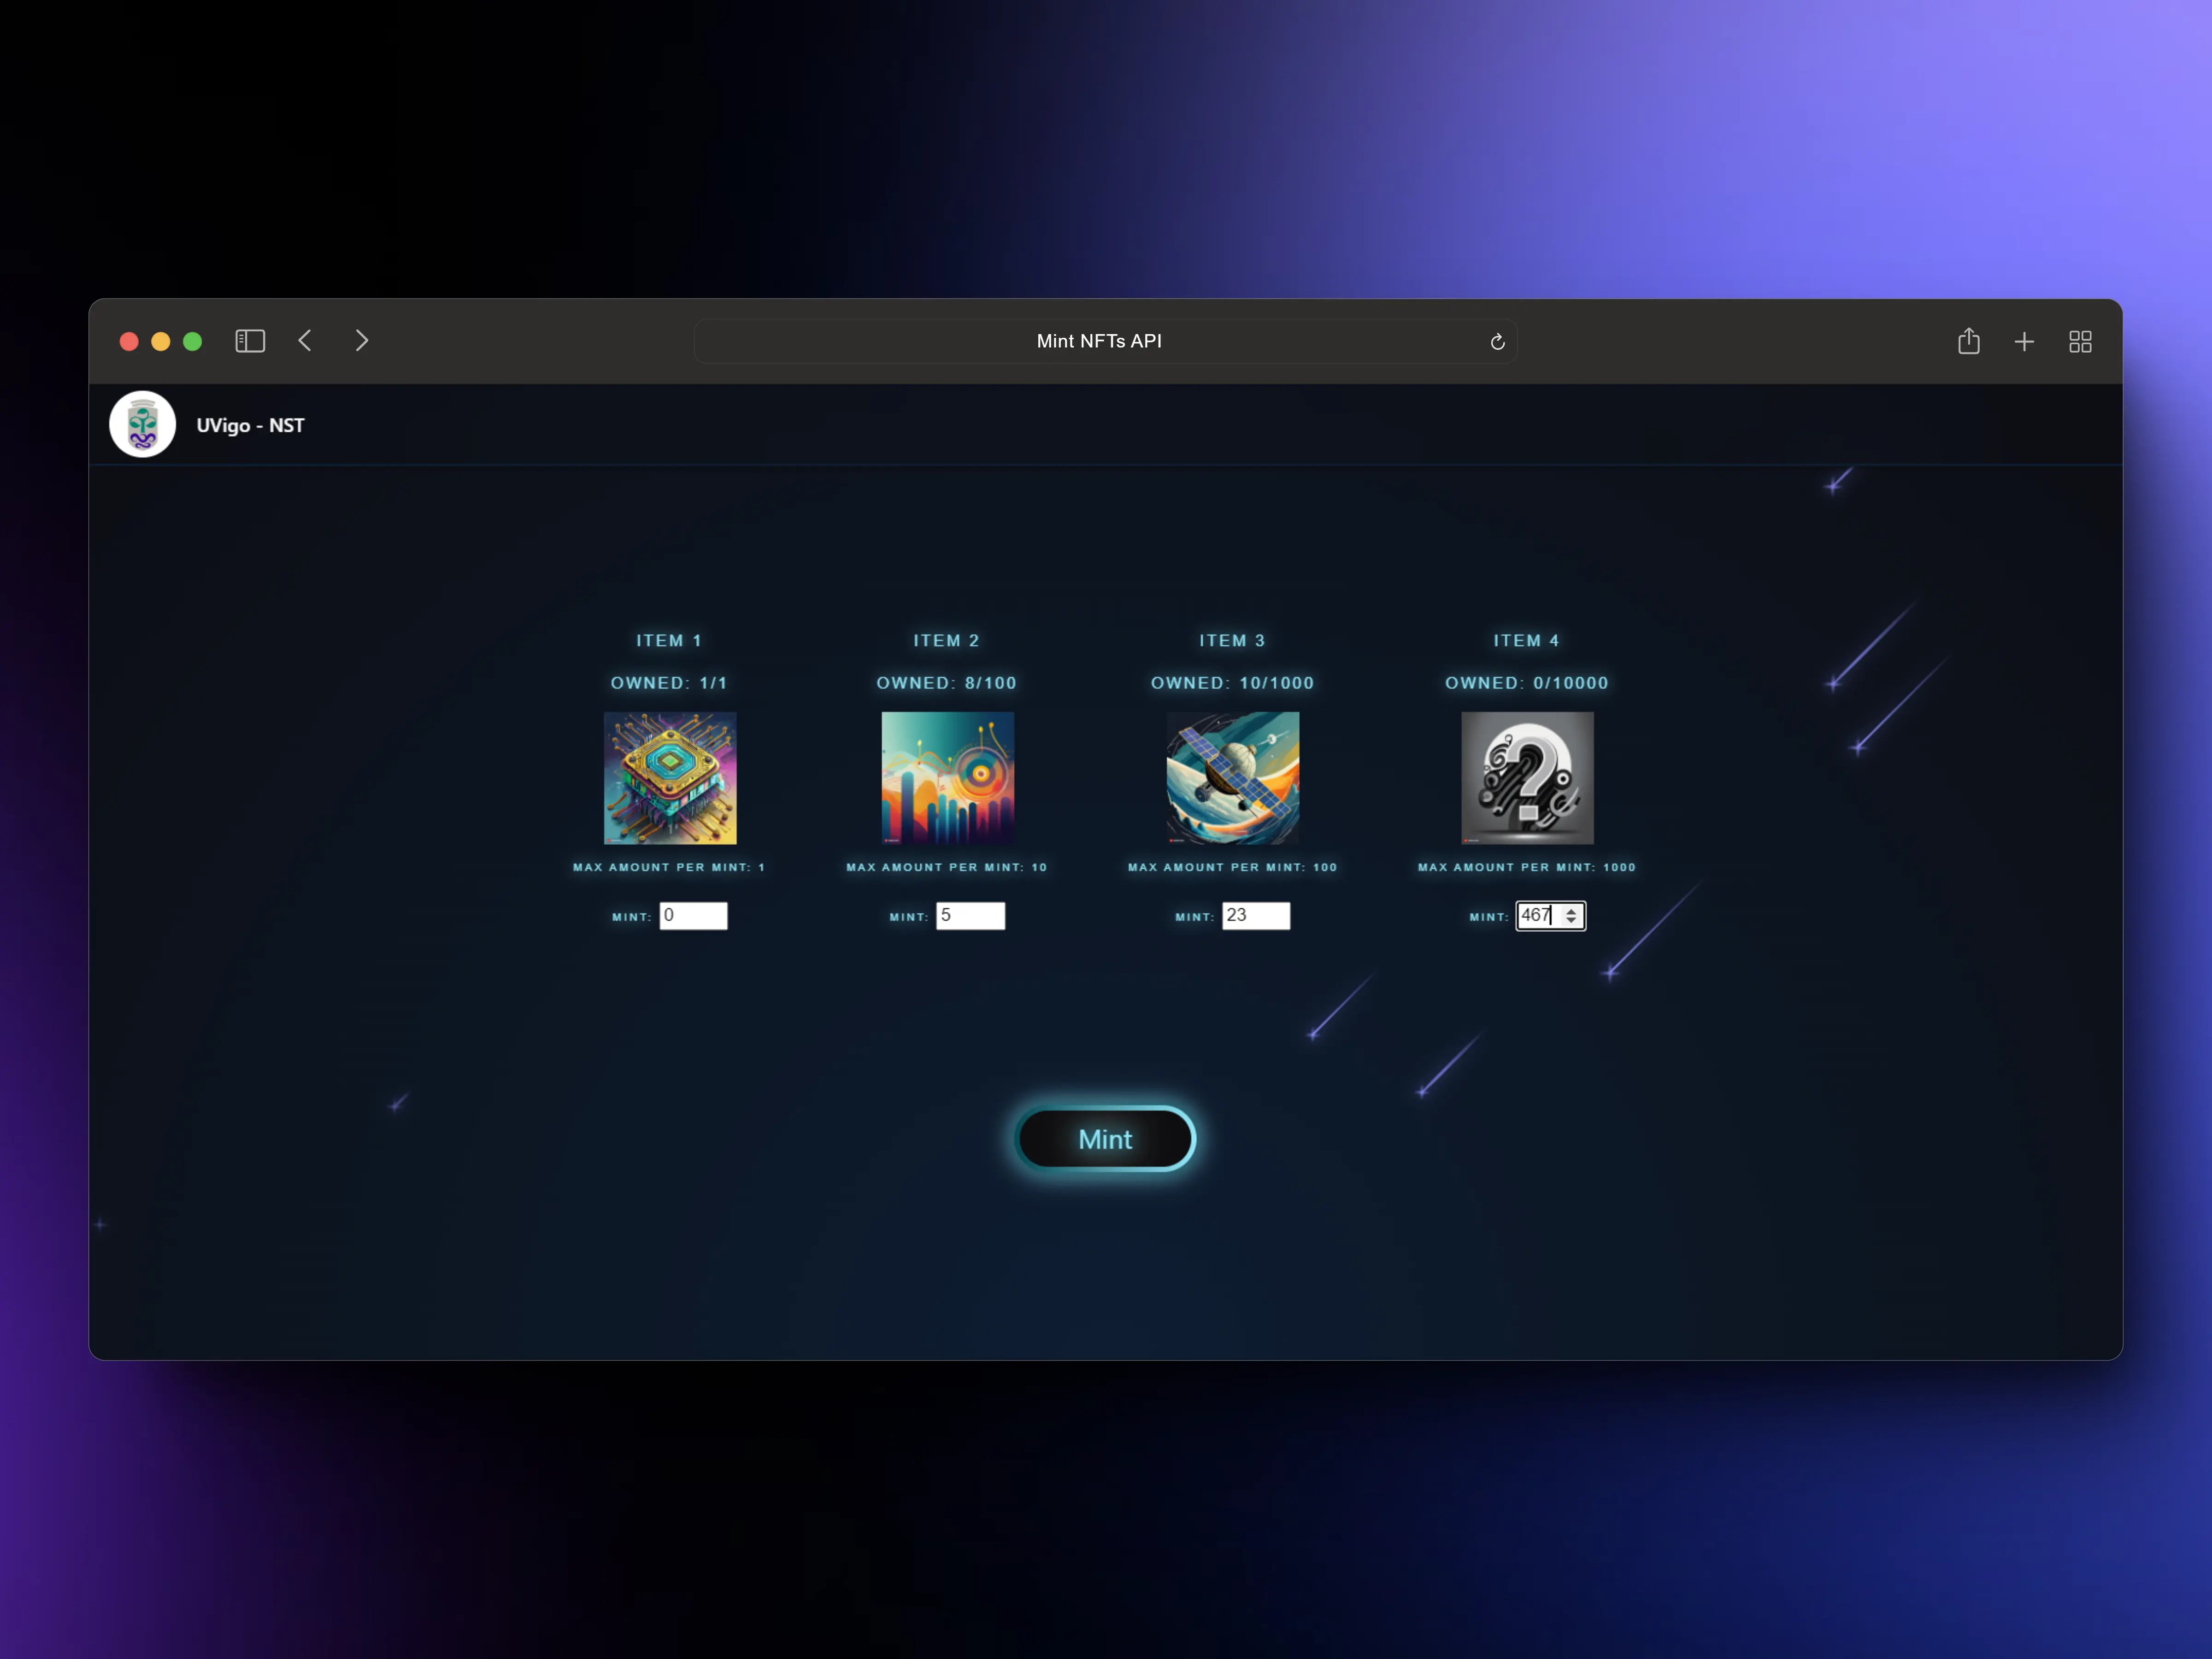 Mint NFTs API
UVigo - NST
ITEM 1
OWNED: 1/1
MAX AMOUNT PER MINT: 1
MINT: 0
ITEM 2
OWNED: 8/100
MAX AMOUNT PER MINT: 10
MINT: 5
ITEM 3
OWNED: 10/1000
MAX AMOUNT PER MINT: 100
MINT: 23
ITEM 4
OWNED: 0/10000
MAX AMOUNT PER MINT: 1000
MINT: 467
Mint